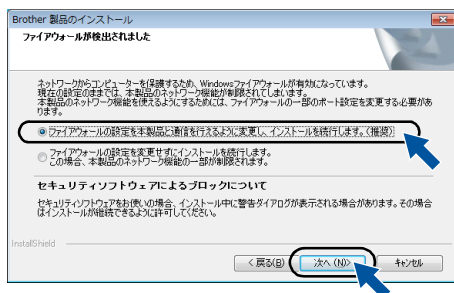 Brother 製品のインストール
ファイアウォールが検出されました
ネットワークからコンピューターを保護するため、Windowsファイアウォールが有効になっています。
現在の設定のままでは、本製品のネットワーク機能が制限されてしまいます。
本製品のネットワーク機能を使えるようにするためには、ファイアウォールの一部のポート設定を変更する必要があ
ります。
ファイアウォールの設定を本製品と通信を行えるように変更し、インストールを続行します。(推奨)
ファイアウォールの設定を変更せずにインストールを続行します。
この場合、本製品のネットワーク機能の一部が制限されます。
セキュリティソフトウェアによるブロックについて
セキュリティソフトウェアをお使いの場合、インストール中に警告ダイアログが表示される場合があります。その場合
はインストールが継続できるように許可してください。
InstallShield
< 戻る(B)
次へ (N)>
キャンセル